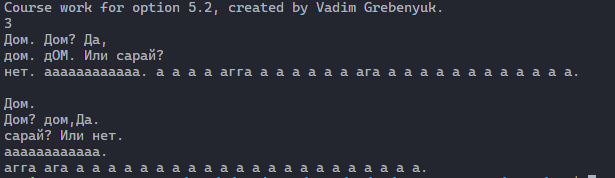 Course work for option 5.2, created by Vadim Grebenyuk.
3
Дом. Дом? Да,
дом. дОМ. Или сарай?
нет. аааааааааааа. а а а а агга а а а а а а ага а а а а а а а а а а а а а.

Дом.
Дом? дом,Да.
сарай? Или нет.
аааааааааааа.
агга ага а а а а а а а а а а а а а а а а а а а а а а.